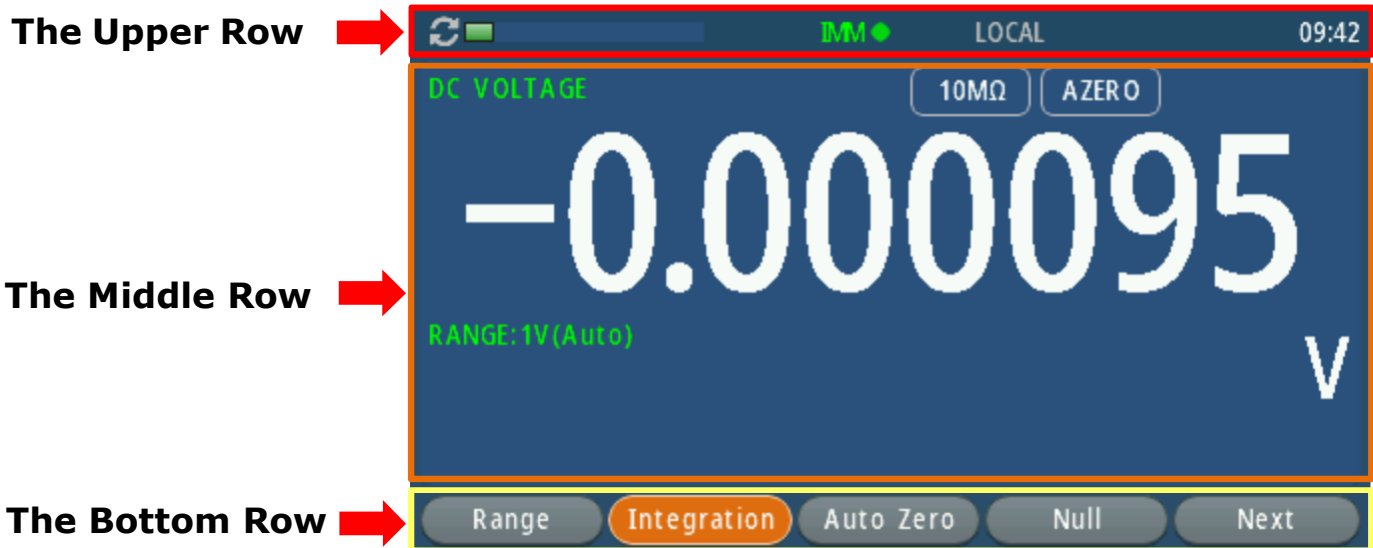 The Upper Row
IMM LOCAL 09:42
DC VOLTAGE 10MΩ AZERO
-0.000095
The Middle Row
RANGE:1V(Auto)
V
The Bottom Row
Range Integration Auto Zero Null Next